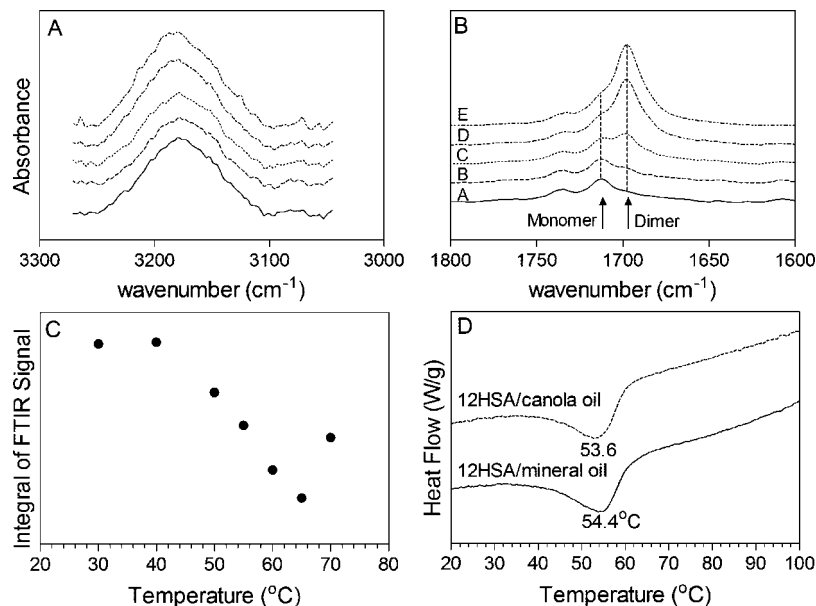 A
Absorbance
3300 3200 3100 3000
wavenumber (cm⁻¹)
B
E
D
C
B
A
Monomer
Dimer
1800 1700 1600
wavenumber (cm⁻¹)
C
Integral of FTIR Signal
20 30 40 50 60 70 80
Temperature (°C)
D
Heat Flow (W/g)
12HSA/canola oil
53.6
12HSA/mineral oil
54.4°C
20 30 40 50 60 70 80 90 100
Temperature (°C)